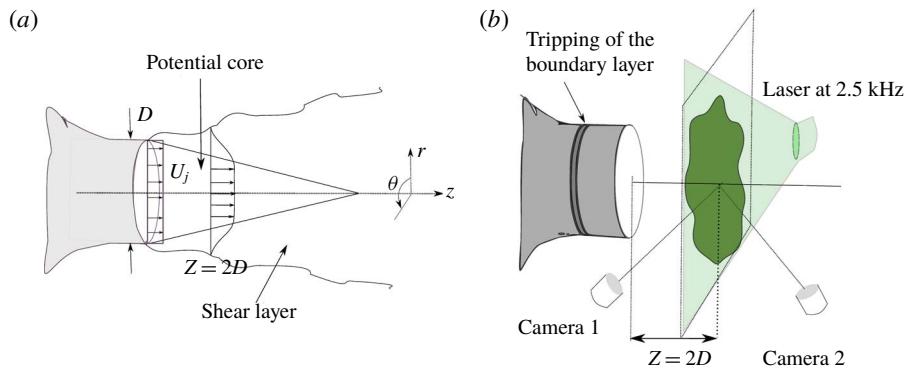 (a)
Potential core
D
U_j
r
θ
z
Z = 2D
Shear layer
(b)
Tripping of the
boundary layer
Laser at 2.5 kHz
Camera 1
Z = 2D
Camera 2